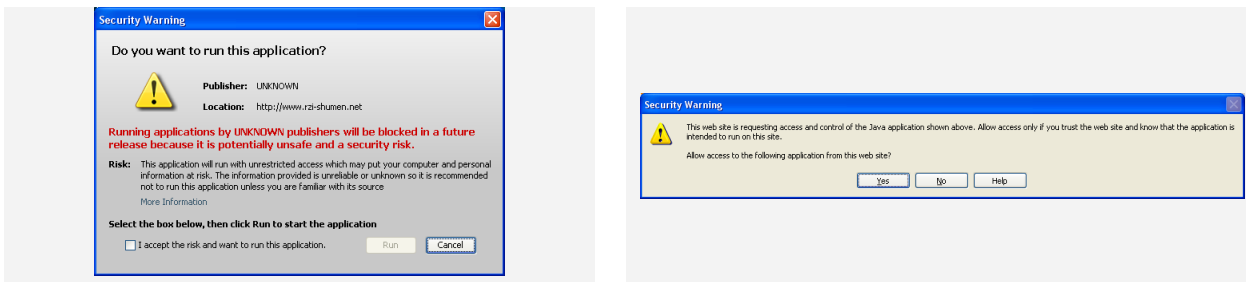 Security Warning
Do you want to run this application?
Publisher: UNKNOWN
Location: http://www.rzi-shumen.net
Running applications by UNKNOWN publishers will be blocked in a future
release because it is potentially unsafe and a security risk.
Risk: This application will run with unrestricted access which may put your computer and personal
information at risk. The information provided is unreliable or unknown so it is recommended
not to run this application unless you are familiar with its source
More Information
Select the box below, then click Run to start the application
I accept the risk and want to run this application.
Run
Cancel
Security Warning
This web site is requesting access and control of the Java application shown above. Allow access only if you trust the web site and know that the application is
intended to run on this site.
Allow access to the following application from this web site?
Yes
No
Help